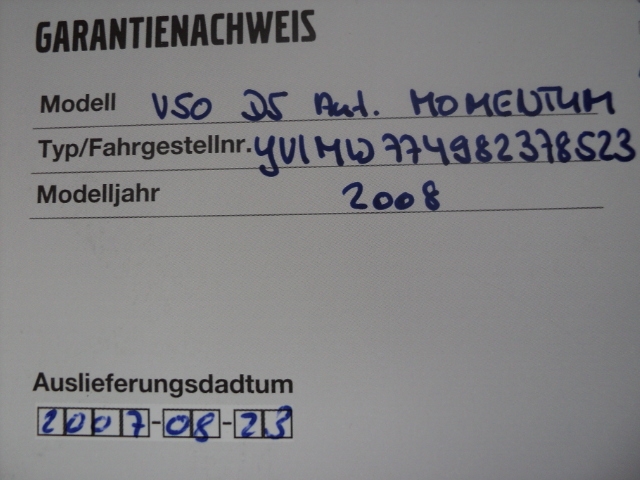 GARANTIENACHWEIS
Modell V50 D5 Aut. MOMENTUM
Typ/Fahrgestellnr. YV1MW774982378523
Modelljahr 2008
Auslieferungsdadtum
2007-08-23